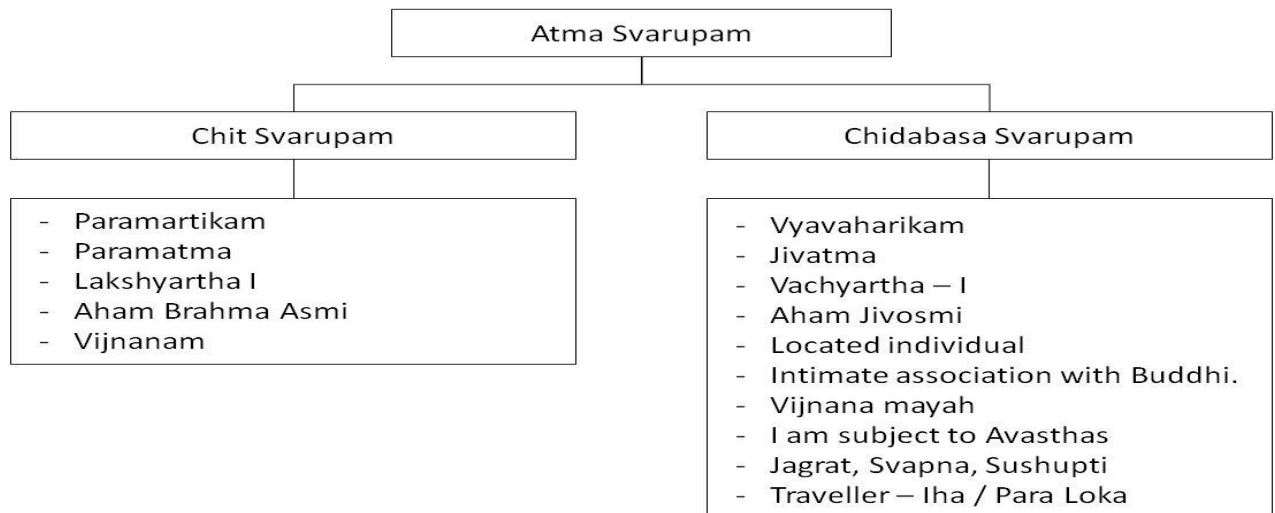 Atma Svarupam
Chit Svarupam
Chidabasa Svarupam
- Paramartikam
- Paramatma
- Lakshyartha I
- Aham Brahma Asmi
- Vijnanam
- Vyavaharikam
- Jivatma
- Vachyartha – I
- Aham Jivosmi
- Located individual
- Intimate association with Buddhi.
- Vijnana mayah
- I am subject to Avasthas
- Jagrat, Svapna, Sushupti
- Traveller – Iha / Para Loka